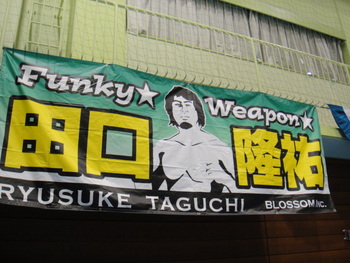 Funky★
Weapon★
田口 隆祐
RYUSUKE TAGUCHI BLOSSOM INC.